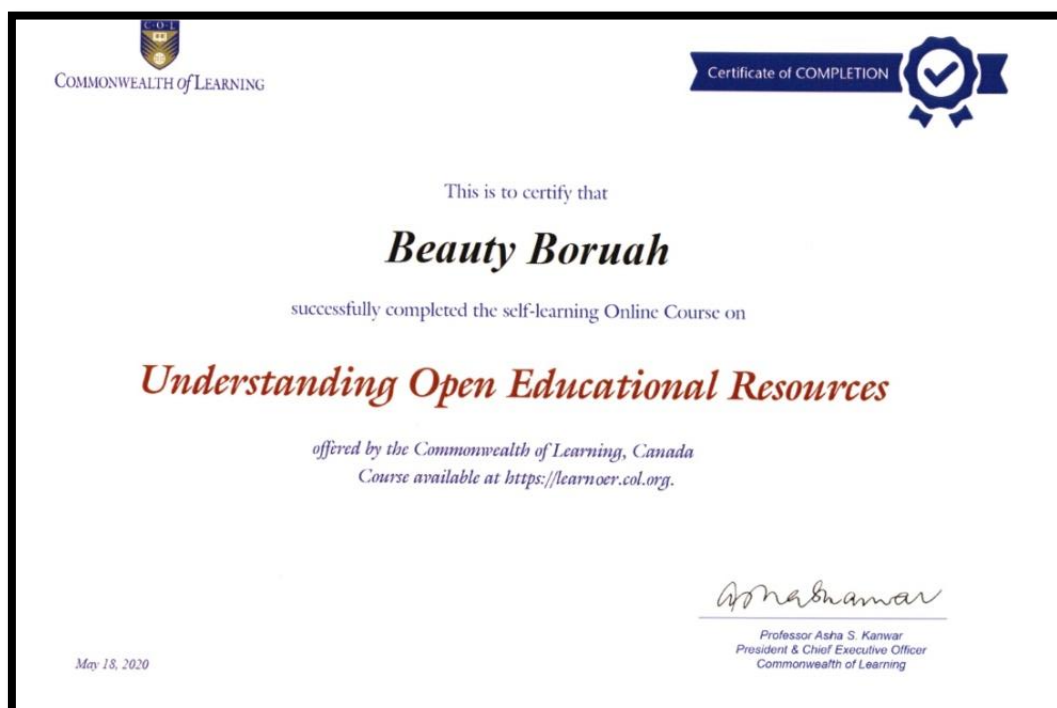 C·O·L
COMMONWEALTH of LEARNING
Certificate of COMPLETION
This is to certify that
Beauty Boruah
successfully completed the self-learning Online Course on
Understanding Open Educational Resources
offered by the Commonwealth of Learning, Canada
Course available at https://learnoer.col.org.
Professor Asha S. Kanwar
President & Chief Executive Officer
Commonwealth of Learning
May 18, 2020